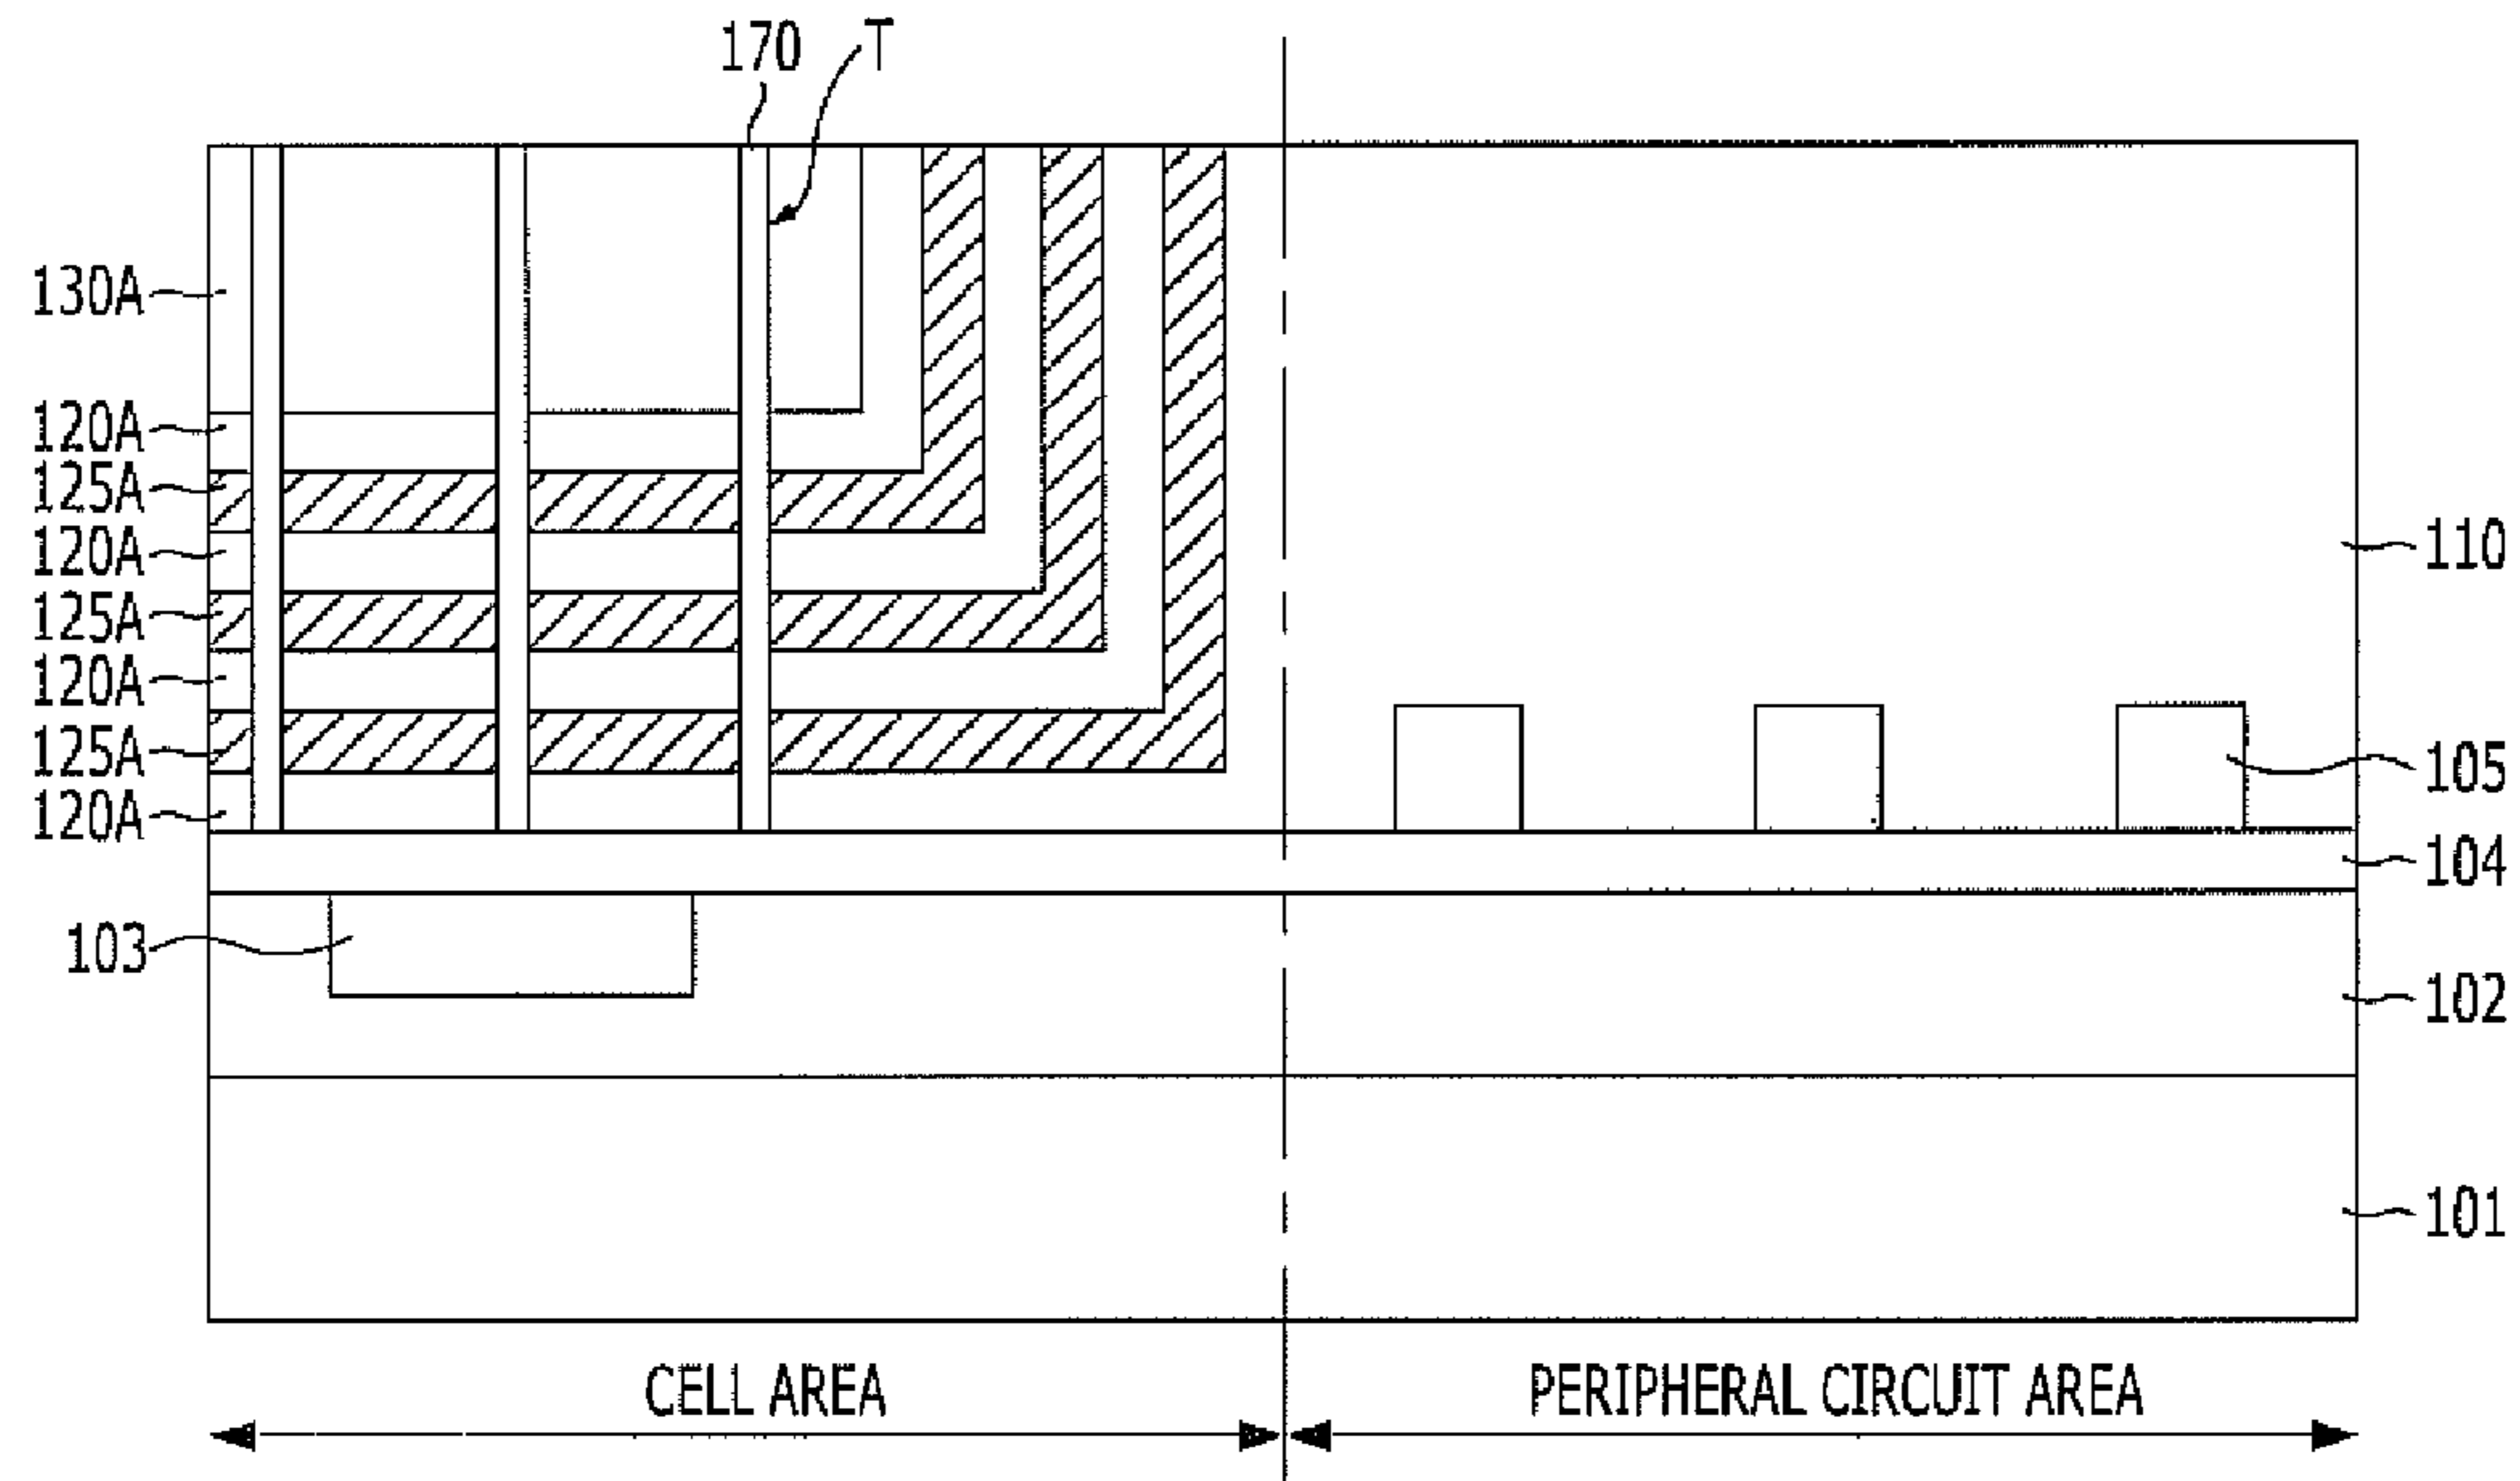 170
T
130A
120A
125A
120A
125A
120A
125A
120A
103
110
105
104
102
101
CELL AREA
PERIPHERAL CIRCUIT AREA